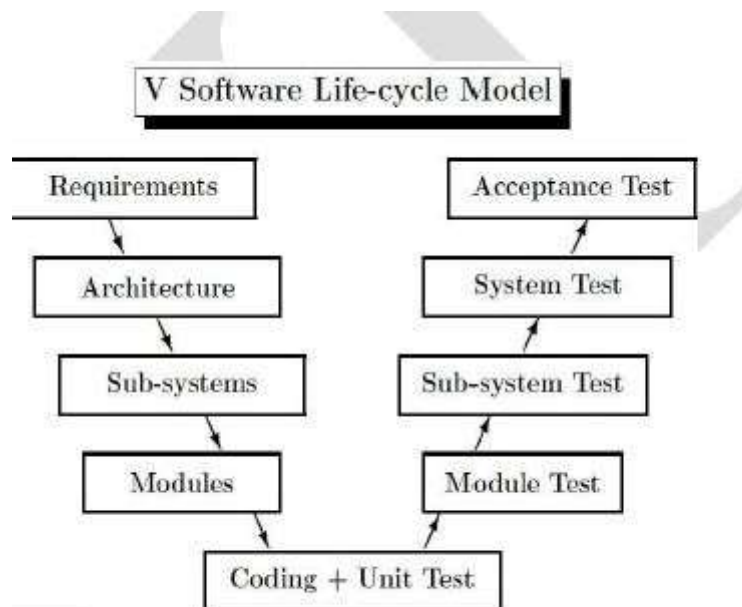 V Software Life-cycle Model
Requirements
Acceptance Test
Architecture
System Test
Sub-systems
Sub-system Test
Modules
Module Test
Coding + Unit Test